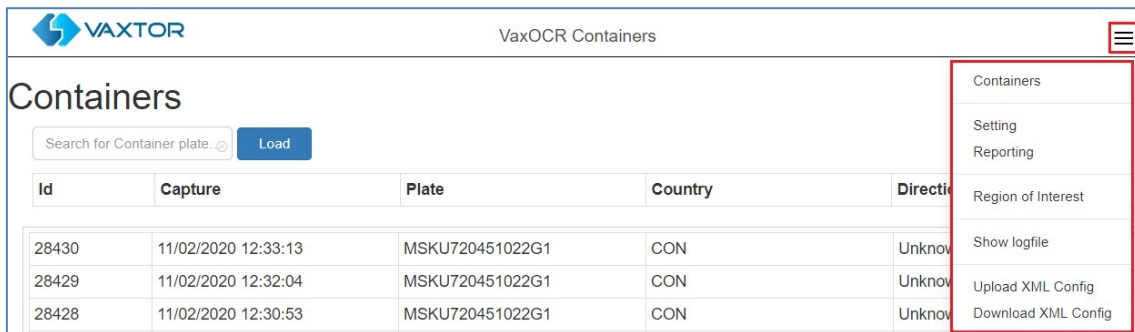 VAXTOR
VaxOCR Containers
Containers
Search for Container plate..
Load
Id Capture Plate Country Directi
28430 11/02/2020 12:33:13 MSKU720451022G1 CON Unknow
28429 11/02/2020 12:32:04 MSKU720451022G1 CON Unknow
28428 11/02/2020 12:30:53 MSKU720451022G1 CON Unknow
Containers
Setting
Reporting
Region of Interest
Show logfile
Upload XML Config
Download XML Config